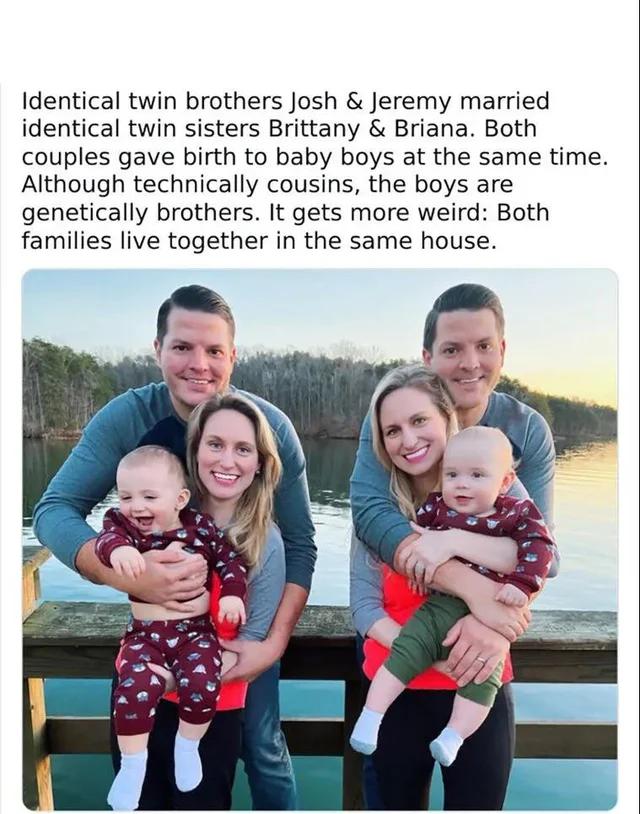 Identical twin brothers Josh & Jeremy married
identical twin sisters Brittany & Briana. Both
couples gave birth to baby boys at the same time.
Although technically cousins, the boys are
genetically brothers. It gets more weird: Both
families live together in the same house.